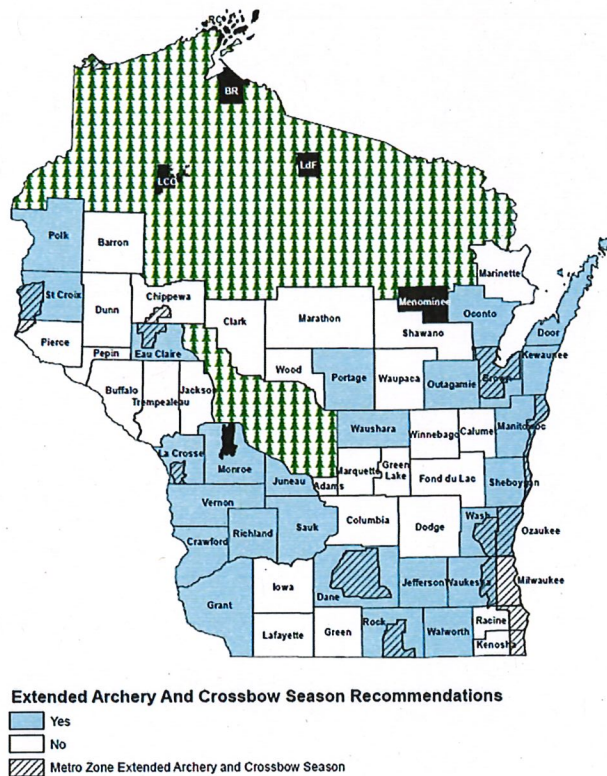 RC
BR
LdF
LCO
Polk
Barron
Marinette
St Croix
Dunn
Chippewa
Menominee
Oconto
Door
Pierce
Clark
Marathon
Shawano
Pepin
Eau Claire
Kewaunee
Brown
Buffalo
Trempealeau
Jackson
Wood
Portage
Waupaca
Outagamie
La Crosse
Monroe
Waushara
Winnebago
Calumet
Manitowoc
Juneau
Adams
Marquette
Green
Lake
Fond du Lac
Sheboygan
Vernon
Richland
Sauk
Columbia
Dodge
Wash
Ozaukee
Crawford
Iowa
Dane
Jefferson
Waukesha
Milwaukee
Grant
Lafayette
Green
Rock
Walworth
Racine
Kenosha
Extended Archery And Crossbow Season Recommendations
Yes
No
Metro Zone Extended Archery and Crossbow Season